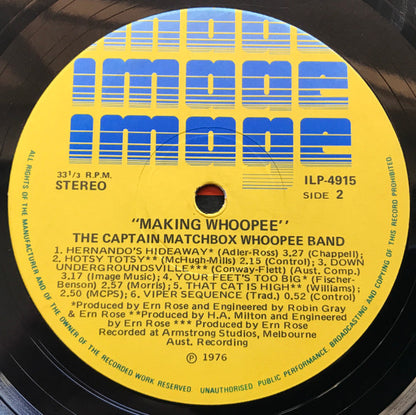 image
image
image
33 1/3 R.P.M.
STEREO
ILP-4915
SIDE 2
"MAKING WHOOPEE"
THE CAPTAIN MATCHBOX WHOOPEE BAND
1. HERNANDO'S HIDEAWAY* (Adler-Ross) 3,27 (Chappell);
2. HOTSY TOTSY** (McHugh-Mills) 2.15 (Control); 3. DOWN
UNDERGROUNDSVILLE*** (Conway-Flett) (Aust. Comp.)
3,17 (Image Music); 4. YOUR FEET'S TOO BIG* (Fischer-
Benson) 2,57 (Morris); 5. THAT CAT IS HIGH** (Williams);
2,50 (MCPS); 6. VIPER SEQUENCE (Trad.) 0,52 (Control)
*Produced by Ern Rose and Engineered by Robin Gray
& Ern Rose **Produced by H.A. Milton and Engineered
by Ern Rose *** Produced by Ern Rose
Recorded at Armstrong Studios, Melbourne
Aust. Recording
℗ 1976
ALL RIGHTS OF THE MANUFACTURER AND OF THE OWNER OF THE RECORDED WORK RESERVED. UNAUTHORISED PUBLIC PERFORMANCE, BROADCASTING AND COPYING OF THIS RECORD PROHIBITED.